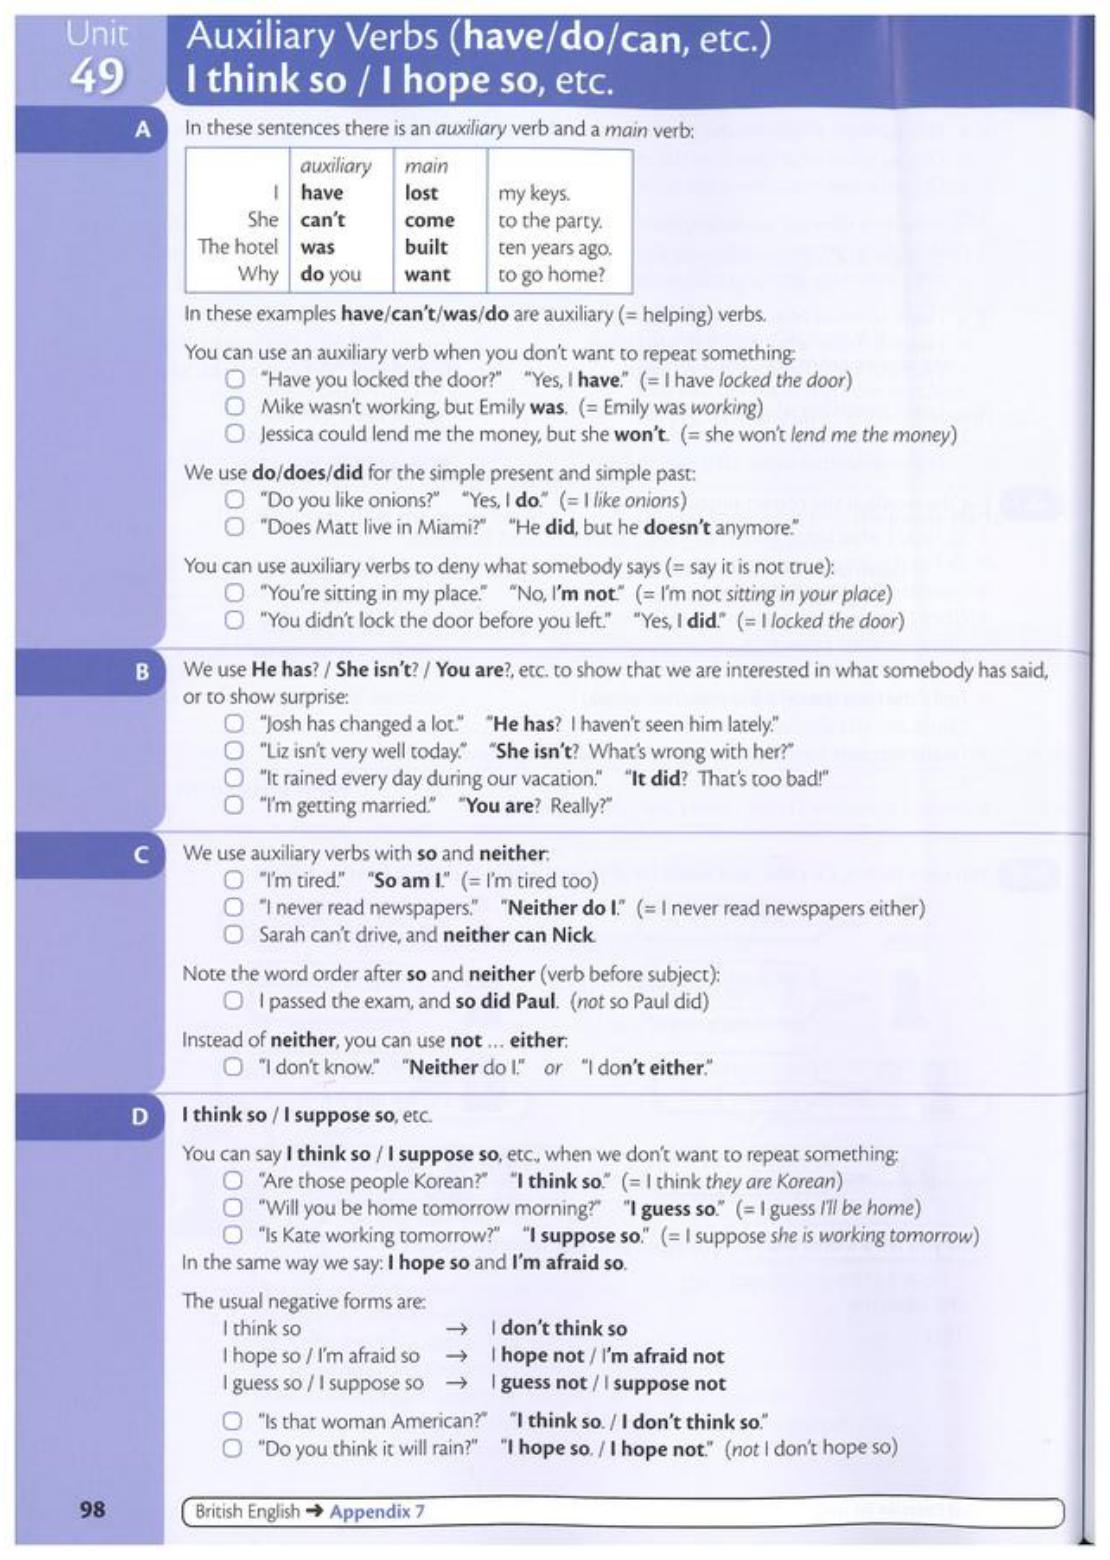 Unit
49
Auxiliary Verbs (have/do/can, etc.)
I think so / I hope so, etc.
A
In these sentences there is an auxiliary verb and a main verb:
auxiliary main
I have lost my keys.
She can't come to the party.
The hotel was built ten years ago.
Why do you want to go home?
In these examples have/can't/was/do are auxiliary (= helping) verbs.
You can use an auxiliary verb when you don't want to repeat something:
"Have you locked the door?" "Yes, I have." (= I have locked the door)
Mike wasn't working, but Emily was. (= Emily was working)
Jessica could lend me the money, but she won't. (= she won't lend me the money)
We use do/does/did for the simple present and simple past:
"Do you like onions?" "Yes, I do." (= I like onions)
"Does Matt live in Miami?" "He did, but he doesn't anymore."
You can use auxiliary verbs to deny what somebody says (= say it is not true):
"You're sitting in my place." "No, I'm not." (= I'm not sitting in your place)
"You didn't lock the door before you left." "Yes, I did." (= I locked the door)
B
We use He has? / She isn't? / You are?, etc. to show that we are interested in what somebody has said,
or to show surprise:
"Josh has changed a lot." "He has? I haven't seen him lately."
"Liz isn't very well today." "She isn't? What's wrong with her?"
"It rained every day during our vacation." "It did? That's too bad!"
"I'm getting married." "You are? Really?"
C
We use auxiliary verbs with so and neither:
"I'm tired." "So am I." (= I'm tired too)
"I never read newspapers." "Neither do I." (= I never read newspapers either)
Sarah can't drive, and neither can Nick.
Note the word order after so and neither (verb before subject):
I passed the exam, and so did Paul. (not so Paul did)
Instead of neither, you can use not ... either:
"I don't know." "Neither do I." or "I don't either."
D
I think so / I suppose so, etc.
You can say I think so / I suppose so, etc., when we don't want to repeat something:
"Are those people Korean?" "I think so." (= I think they are Korean)
"Will you be home tomorrow morning?" "I guess so." (= I guess I'll be home)
"Is Kate working tomorrow?" "I suppose so." (= I suppose she is working tomorrow)
In the same way we say: I hope so and I'm afraid so.
The usual negative forms are:
I think so → I don't think so
I hope so / I'm afraid so → I hope not / I'm afraid not
I guess so / I suppose so → I guess not / I suppose not
"Is that woman American?" "I think so. / I don't think so."
"Do you think it will rain?" "I hope so. / I hope not." (not I don't hope so)
98
British English ➔ Appendix 7